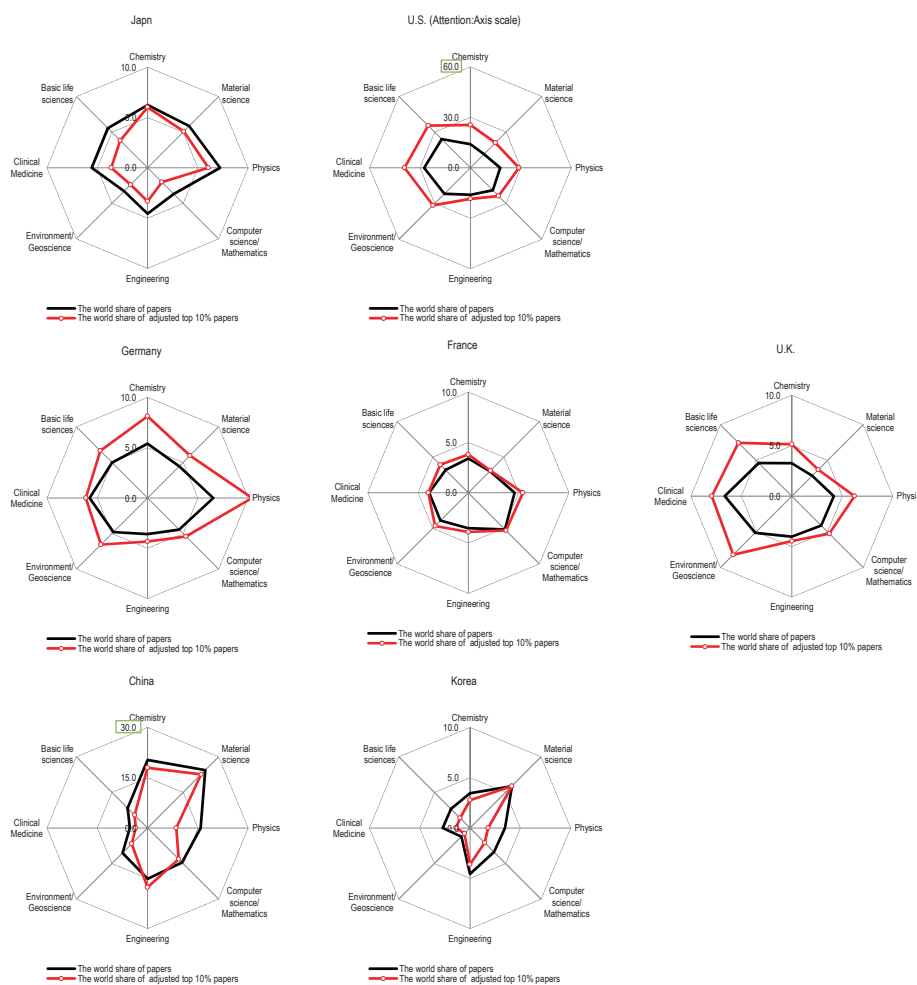 Japn
Chemistry
10.0
Basic life
sciences
Material
science
5.0
Clinical
Medicine
0.0
Physics
Environment/
Geoscience
Computer
science/
Mathematics
Engineering
The world share of papers
The world share of adjusted top 10% papers
U.S. (Attention:Axis scale)
Chemistry
60.0
Basic life
sciences
Material
science
30.0
Clinical
Medicine
0.0
Physics
Environment/
Geoscience
Computer
science/
Mathematics
Engineering
The world share of papers
The world share of adjusted top 10% papers
Germany
Chemistry
10.0
Basic life
sciences
Material
science
5.0
Clinical
Medicine
0.0
Physics
Environment/
Geoscience
Computer
science/
Mathematics
Engineering
The world share of papers
The world share of adjusted top 10% papers
France
Chemistry
10.0
Basic life
sciences
Material
science
5.0
Clinical
Medicine
0.0
Physics
Environment/
Geoscience
Computer
science/
Mathematics
Engineering
The world share of papers
The world share of adjusted top 10% papers
U.K.
Chemistry
10.0
Basic life
sciences
Material
science
5.0
Clinical
Medicine
0.0
Physi
Environment/
Geoscience
Computer
science/
Mathematics
Engineering
The world share of papers
The world share of adjusted top 10% papers
China
Chemistry
30.0
Basic life
sciences
Material
science
15.0
Clinical
Medicine
0.0
Physics
Environment/
Geoscience
Computer
science/
Mathematics
Engineering
The world share of papers
The world share of adjusted top 10% papers
Korea
Chemistry
10.0
Basic life
sciences
Material
science
5.0
Clinical
Medicine
0.0
Physics
Environment/
Geoscience
Computer
science/
Mathematics
Engineering
The world share of papers
The world share of adjusted top 10% papers